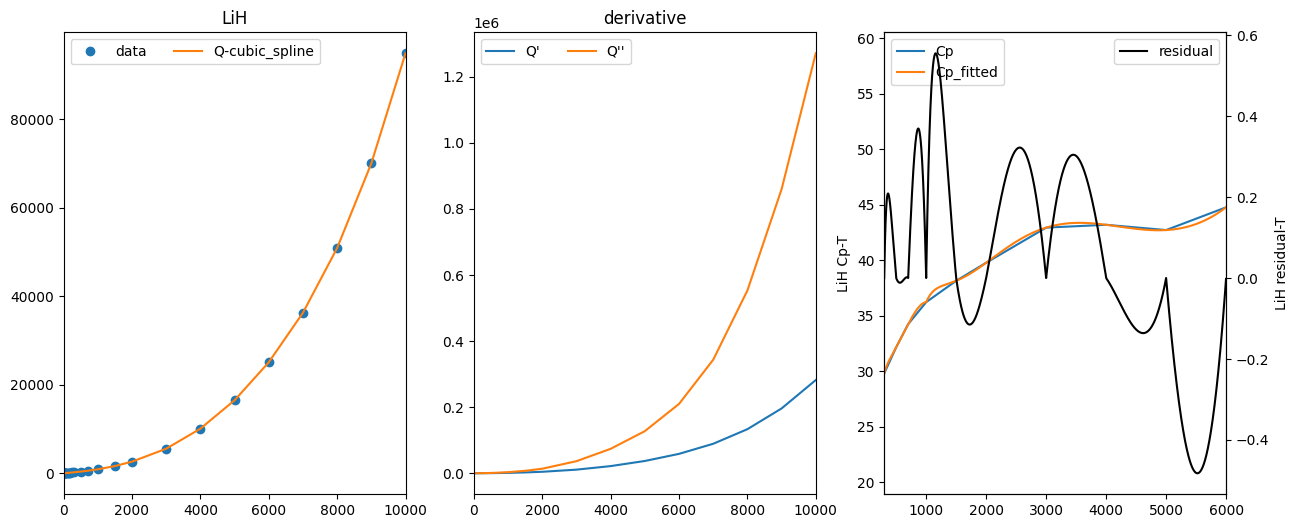 LiH
data
Q-cubic_spline
80000
60000
40000
20000
0
0 2000 4000 6000 8000 10000
derivative
1e6
Q'
Q''
1.2
1.0
0.8
0.6
0.4
0.2
0.0
0 2000 4000 6000 8000 10000
Cp
Cp_fitted
residual
LiH Cp-T
60
55
50
45
40
35
30
25
20
1000 2000 3000 4000 5000 6000
0.6
0.4
0.2
0.0
−0.2
−0.4
LiH residual-T